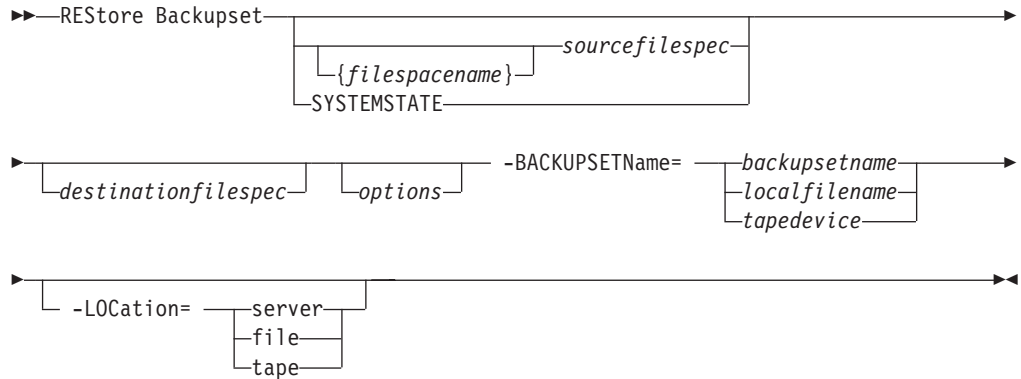 REStore Backupset
{filespacename} sourcefilespec
SYSTEMSTATE
destinationfilespec options -BACKUPSETName= backupsetname
localfilename
tapedevice
-LOCation= server
file
tape